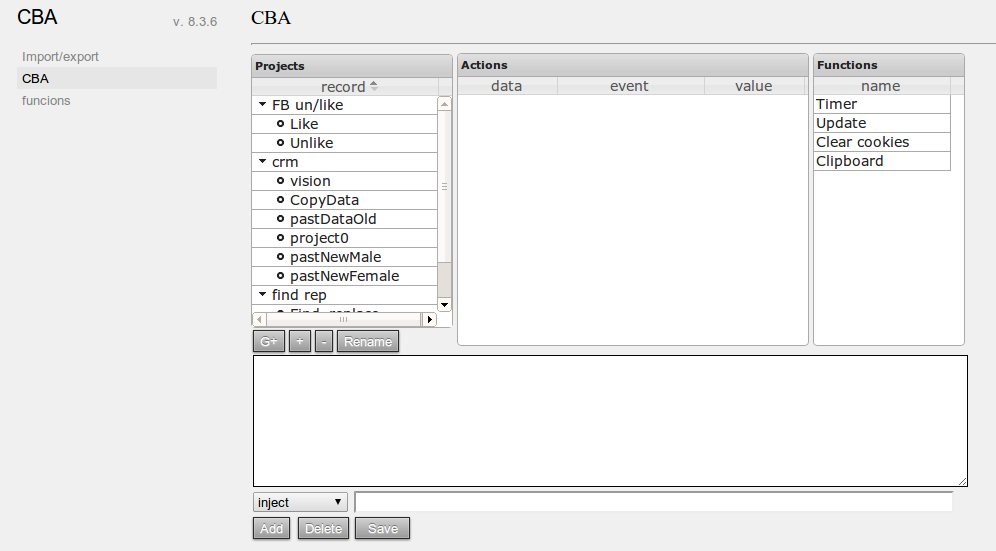 CBA
v. 8.3.6
Import/export
CBA
funcions
CBA
Projects
record
FB un/like
Like
Unlike
crm
vision
CopyData
pastDataOld
project0
pastNewMale
pastNewFemale
find rep
G+ + - Rename
Actions
data event value
Functions
name
Timer
Update
Clear cookies
Clipboard
inject
Add Delete Save